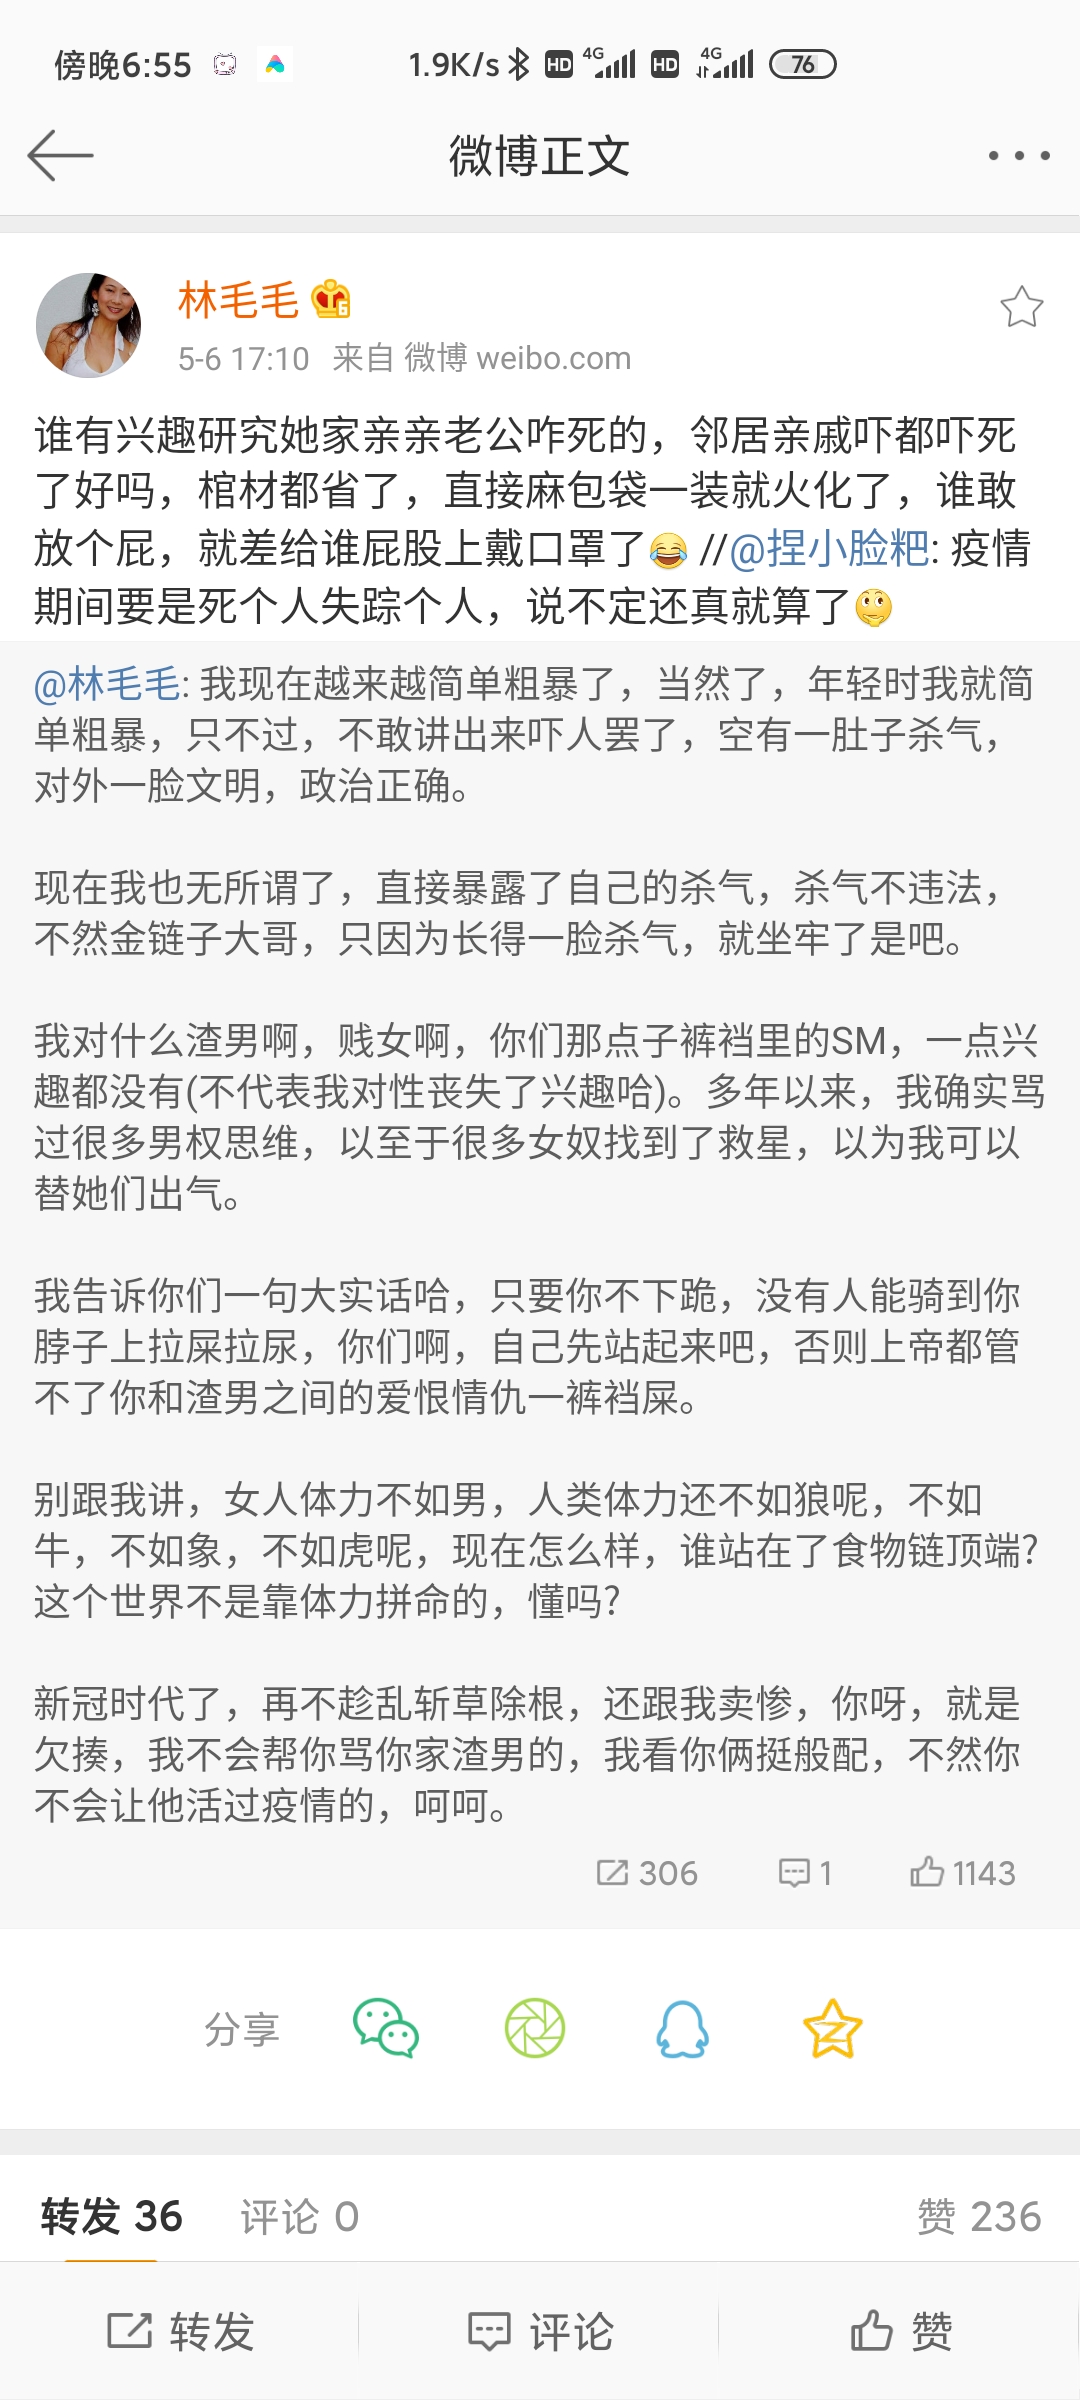 傍晚6:55 1.9K/s HD 4G HD 4G 76
微博正文
林毛毛
5-6 17:10 来自 微博 weibo.com
谁有兴趣研究她家亲亲老公咋死的，邻居亲戚吓都吓死
了好吗，棺材都省了，直接麻包袋一装就火化了，谁敢
放个屁，就差给谁屁股上戴口罩了😂 //@捏小脸粑: 疫情
期间要是死个人失踪个人，说不定还真就算了
@林毛毛: 我现在越来越简单粗暴了，当然了，年轻时我就简
单粗暴，只不过，不敢讲出来吓人罢了，空有一肚子杀气，
对外一脸文明，政治正确。
现在我也无所谓了，直接暴露了自己的杀气，杀气不违法，
不然金链子大哥，只因为长得一脸杀气，就坐牢了是吧。
我对什么渣男啊，贱女啊，你们那点子裤裆里的SM，一点兴
趣都没有(不代表我对性丧失了兴趣哈)。多年以来，我确实骂
过很多男权思维，以至于很多女奴找到了救星，以为我可以
替她们出气。
我告诉你们一句大实话哈，只要你不下跪，没有人能骑到你
脖子上拉屎拉尿，你们啊，自己先站起来吧，否则上帝都管
不了你和渣男之间的爱恨情仇一裤裆屎。
别跟我讲，女人体力不如男，人类体力还不如狼呢，不如
牛，不如象，不如虎呢，现在怎么样，谁站在了食物链顶端?
这个世界不是靠体力拼命的，懂吗?
新冠时代了，再不趁乱斩草除根，还跟我卖惨，你呀，就是
欠揍，我不会帮你骂你家渣男的，我看你俩挺般配，不然你
不会让他活过疫情的，呵呵。
306 1 1143
分享
转发 36 评论 0 赞 236
转发 评论 赞